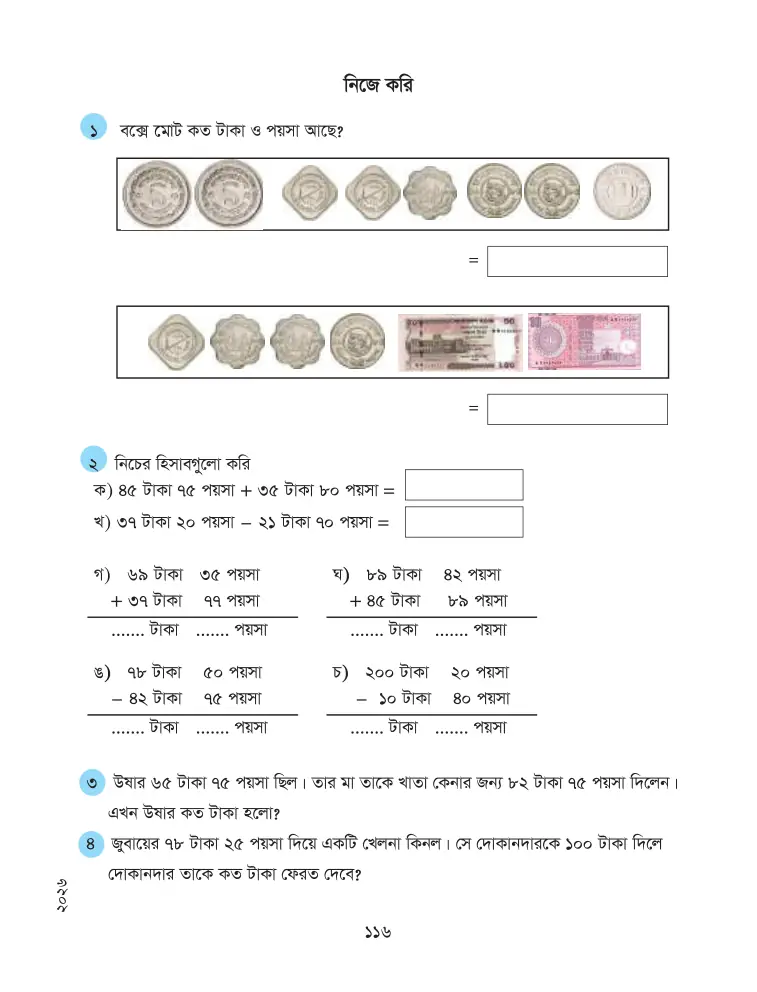 নিজে করি
১ বক্সে মোট কত টাকা ও পয়সা আছে?
=
=
২ নিচের হিসাবগুলো করি
ক) ৪৫ টাকা ৭৫ পয়সা + ৩৫ টাকা ৮০ পয়সা =
খ) ৩৭ টাকা ২০ পয়সা – ২১ টাকা ৭০ পয়সা =
গ) ৬৯ টাকা ৩৫ পয়সা ঘ) ৮৯ টাকা ৪২ পয়সা
+ ৩৭ টাকা ৭৭ পয়সা + ৪৫ টাকা ৮৯ পয়সা
....... টাকা ....... পয়সা ....... টাকা ....... পয়সা
ঙ) ৭৮ টাকা ৫০ পয়সা চ) ২০০ টাকা ২০ পয়সা
– ৪২ টাকা ৭৫ পয়সা – ১০ টাকা ৪০ পয়সা
....... টাকা ....... পয়সা ....... টাকা ....... পয়সা
৩ উষার ৬৫ টাকা ৭৫ পয়সা ছিল। তার মা তাকে খাতা কেনার জন্য ৮২ টাকা ৭৫ পয়সা দিলেন।
এখন উষার কত টাকা হলো?
৪ জুবায়ের ৭৮ টাকা ২৫ পয়সা দিয়ে একটি খেলনা কিনল। সে দোকানদারকে ১০০ টাকা দিলে
দোকানদার তাকে কত টাকা ফেরত দেবে?
২০২৬
১১৬